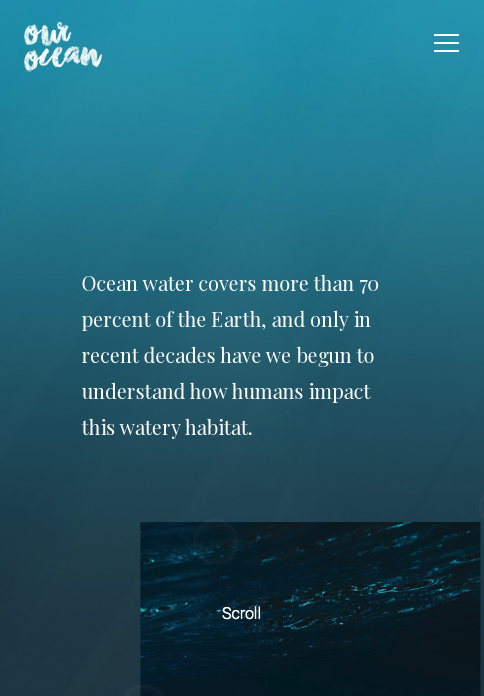 our
ocean
Ocean water covers more than 70
percent of the Earth, and only in
recent decades have we begun to
understand how humans impact
this watery habitat.
Scroll